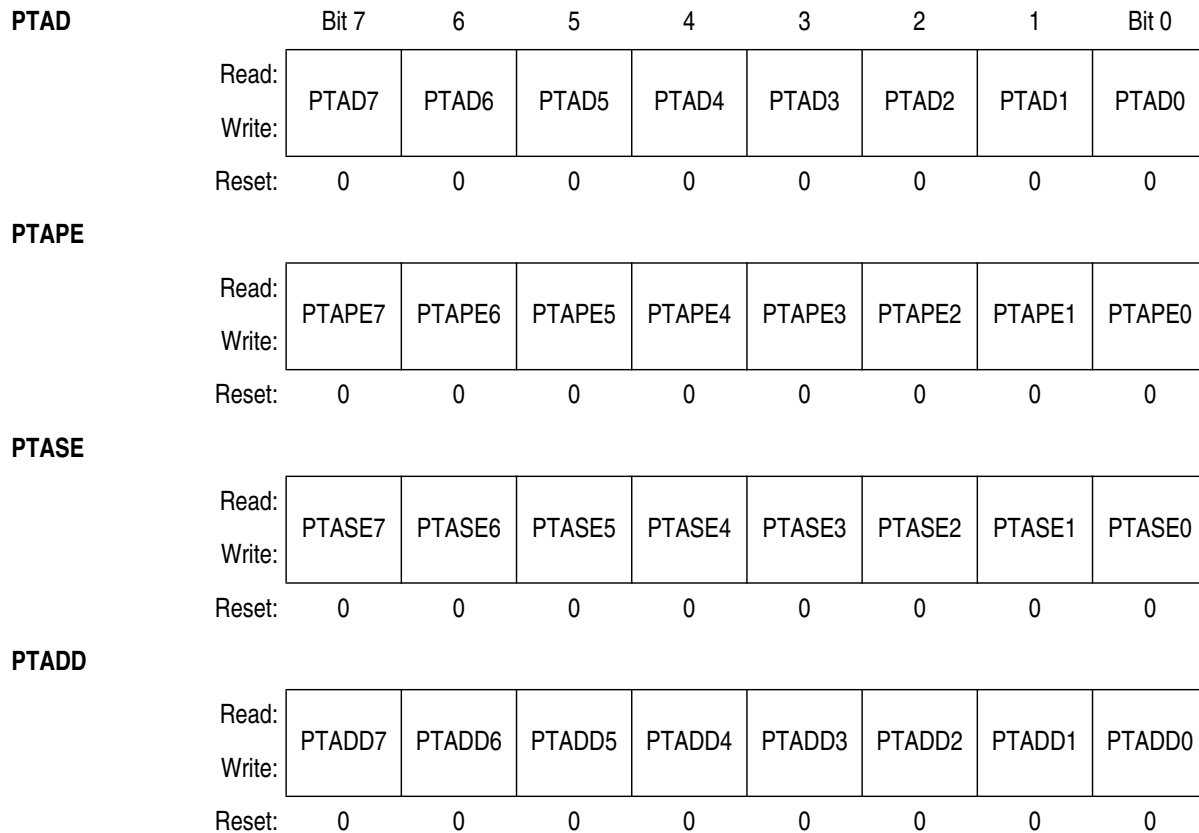 PTAD Bit 7 6 5 4 3 2 1 Bit 0
Read:
PTAD7 PTAD6 PTAD5 PTAD4 PTAD3 PTAD2 PTAD1 PTAD0
Write:
Reset: 0 0 0 0 0 0 0 0
PTAPE
Read:
PTAPE7 PTAPE6 PTAPE5 PTAPE4 PTAPE3 PTAPE2 PTAPE1 PTAPE0
Write:
Reset: 0 0 0 0 0 0 0 0
PTASE
Read:
PTASE7 PTASE6 PTASE5 PTASE4 PTASE3 PTASE2 PTASE1 PTASE0
Write:
Reset: 0 0 0 0 0 0 0 0
PTADD
Read:
PTADD7 PTADD6 PTADD5 PTADD4 PTADD3 PTADD2 PTADD1 PTADD0
Write:
Reset: 0 0 0 0 0 0 0 0